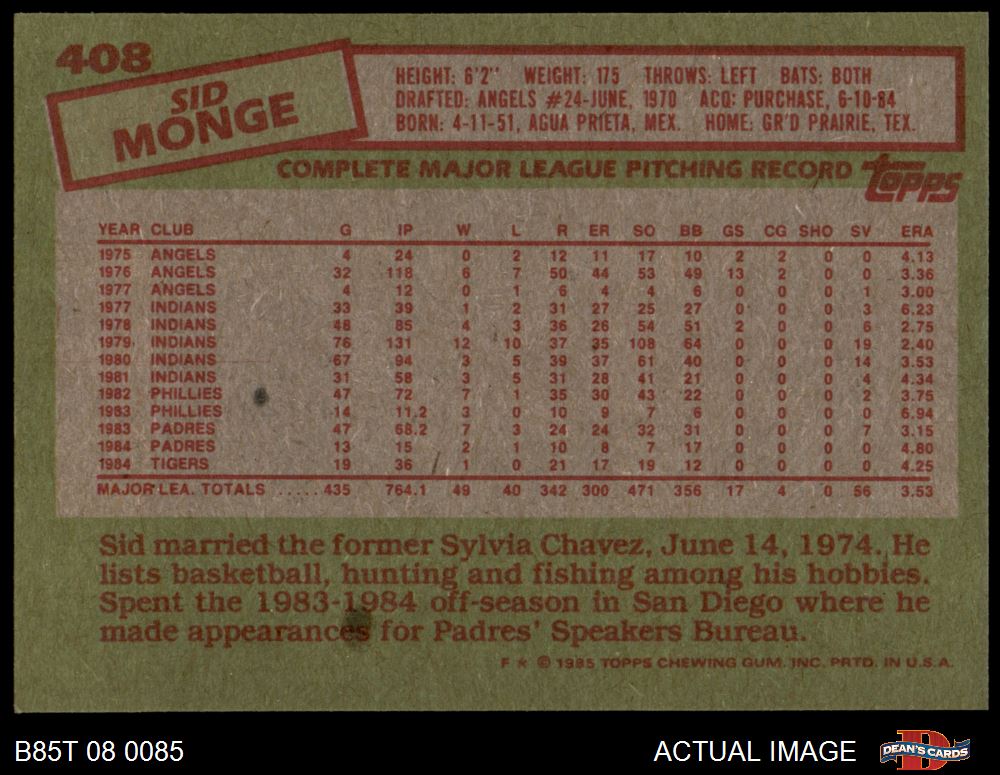 408
SID
MONGE
HEIGHT: 6'2" WEIGHT: 175 THROWS: LEFT BATS: BOTH
DRAFTED: ANGELS #24-JUNE, 1970 ACQ: PURCHASE, 6-10-84
BORN: 4-11-51, AGUA PRIETA, MEX. HOME: GR'D PRAIRIE, TEX.
COMPLETE MAJOR LEAGUE PITCHING RECORD
TOPPS
YEAR CLUB G IP W L R ER SO BB GS CG SHO SV ERA
1975 ANGELS 4 24 0 2 12 11 17 10 2 2 0 0 4.13
1976 ANGELS 32 118 6 7 50 44 53 49 13 2 0 0 3.36
1977 ANGELS 4 12 0 1 6 4 4 6 0 0 0 1 3.00
1977 INDIANS 33 39 1 2 31 27 25 27 0 0 0 3 6.23
1978 INDIANS 48 85 4 3 36 26 54 51 2 0 0 6 2.75
1979 INDIANS 76 131 12 10 37 35 108 64 0 0 0 19 2.40
1980 INDIANS 67 94 3 5 39 37 61 40 0 0 0 14 3.53
1981 INDIANS 31 58 3 5 31 28 41 21 0 0 0 4 4.34
1982 PHILLIES 47 72 7 1 35 30 43 22 0 0 0 2 3.75
1983 PHILLIES 14 11.2 3 0 10 9 7 6 0 0 0 0 6.94
1983 PADRES 47 68.2 7 3 24 24 32 31 0 0 0 7 3.15
1984 PADRES 13 15 2 1 10 8 7 17 0 0 0 0 4.80
1984 TIGERS 19 36 1 0 21 17 19 12 0 0 0 0 4.25
MAJOR LEA. TOTALS ..... 435 764.1 49 40 342 300 471 356 17 4 0 56 3.53
Sid married the former Sylvia Chavez, June 14, 1974. He
lists basketball, hunting and fishing among his hobbies.
Spent the 1983-1984 off-season in San Diego where he
made appearances for Padres' Speakers Bureau.
F ★ © 1985 TOPPS CHEWING GUM, INC. PRTD. IN U.S.A.
B85T 08 0085
ACTUAL IMAGE
D
DEAN'S CARDS